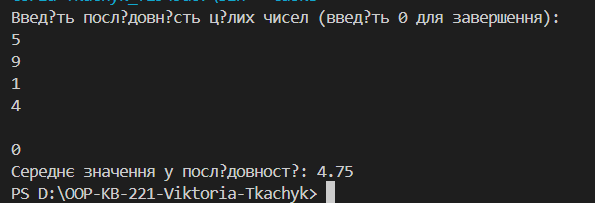 Введ?ть посл?довн?сть ц?лих чисел (введ?ть 0 для завершення):
5
9
1
4
0
Середнє значення у посл?довност?: 4.75
PS D:\OOP-KB-221-Viktoria-Tkachyk>